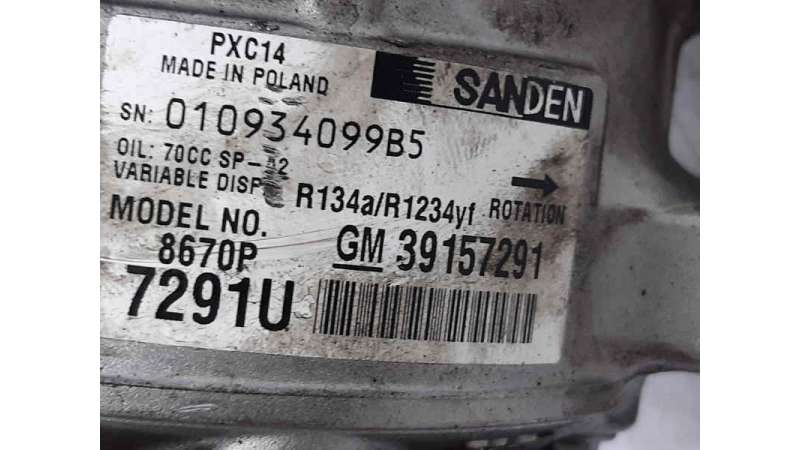 PXC14
MADE IN POLAND
SANDEN
SN: 010934099B5
OIL: 70CC
VARIABLE
R134a/R1234yf ROTATION
MODEL NO.
8670P
GM 39157291
7291U